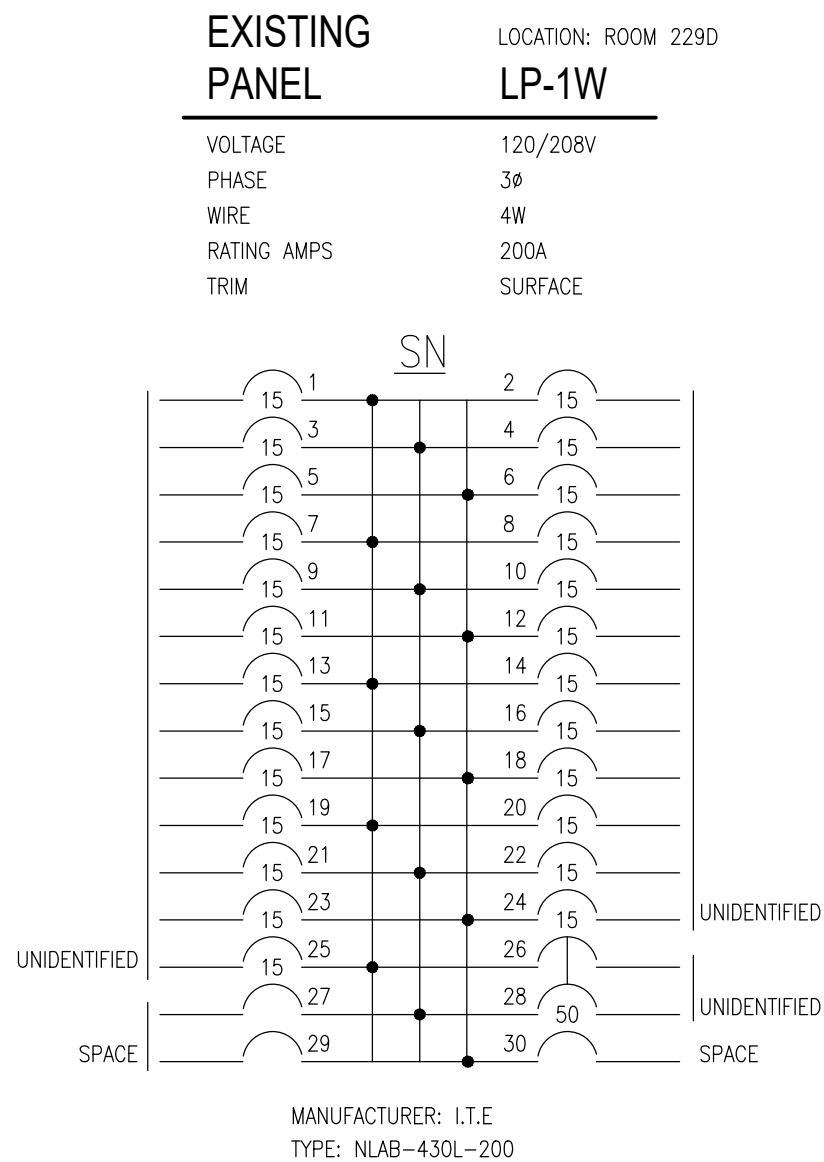 EXISTING LOCATION: ROOM 229D
PANEL LP-1W
VOLTAGE 120/208V
PHASE 3ø
WIRE 4W
RATING AMPS 200A
TRIM SURFACE
SN
15 1 2 15
15 3 4 15
15 5 6 15
15 7 8 15
15 9 10 15
15 11 12 15
15 13 14 15
15 15 16 15
15 17 18 15
15 19 20 15
15 21 22 15
15 23 24 15 UNIDENTIFIED
UNIDENTIFIED 15 25 26
27 28 50 UNIDENTIFIED
SPACE 29 30 SPACE
MANUFACTURER: I.T.E
TYPE: NLAB-430L-200